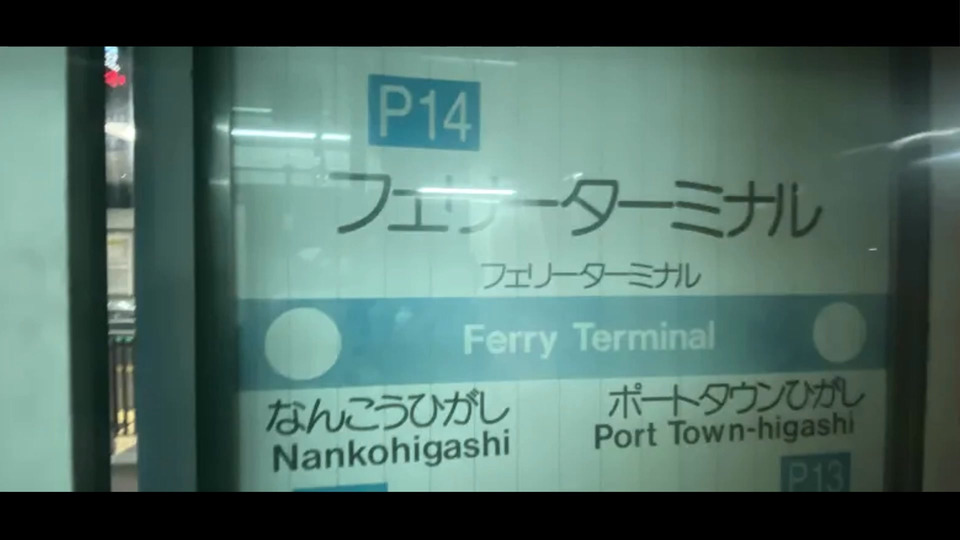 P14
フェリーターミナル
フェリーターミナル
Ferry Terminal
なんこうひがし
Nankohigashi
ポートタウンひがし
Port Town-higashi
P13